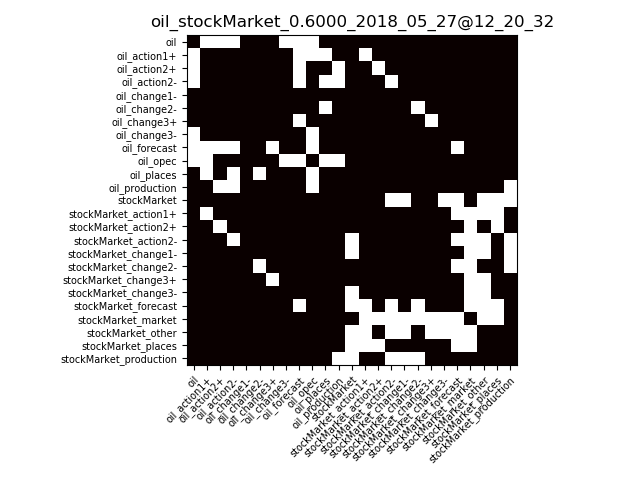 oil_stockMarket_0.6000_2018_05_27@12_20_32
oil
oil_action1+
oil_action2+
oil_action2-
oil_change1-
oil_change2-
oil_change3+
oil_change3-
oil_forecast
oil_opec
oil_places
oil_production
stockMarket
stockMarket_action1+
stockMarket_action2+
stockMarket_action2-
stockMarket_change1-
stockMarket_change2-
stockMarket_change3+
stockMarket_change3-
stockMarket_forecast
stockMarket_market
stockMarket_other
stockMarket_places
stockMarket_production
oil
oil_action1+
oil_action2+
oil_action2-
oil_change1-
oil_change2-
oil_change3+
oil_change3-
oil_forecast
oil_opec
oil_places
oil_production
stockMarket
stockMarket_action1+
stockMarket_action2+
stockMarket_action2-
stockMarket_change1-
stockMarket_change2-
stockMarket_change3+
stockMarket_change3-
stockMarket_forecast
stockMarket_market
stockMarket_other
stockMarket_places
stockMarket_production